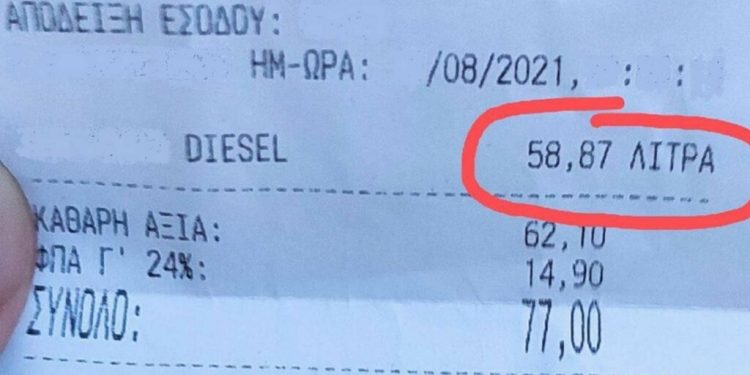 ΑΠΟΔΕΙΞΗ ΕΣΟΔΟΥ:
ΗΜ-ΩΡΑ: /08/2021, : :
DIESEL 58,87 ΛΙΤΡΑ
ΚΑΘΑΡΗ ΑΞΙΑ: 62,10
ΦΠΑ Γ' 24%: 14,90
ΣΥΝΟΛΟ: 77,00